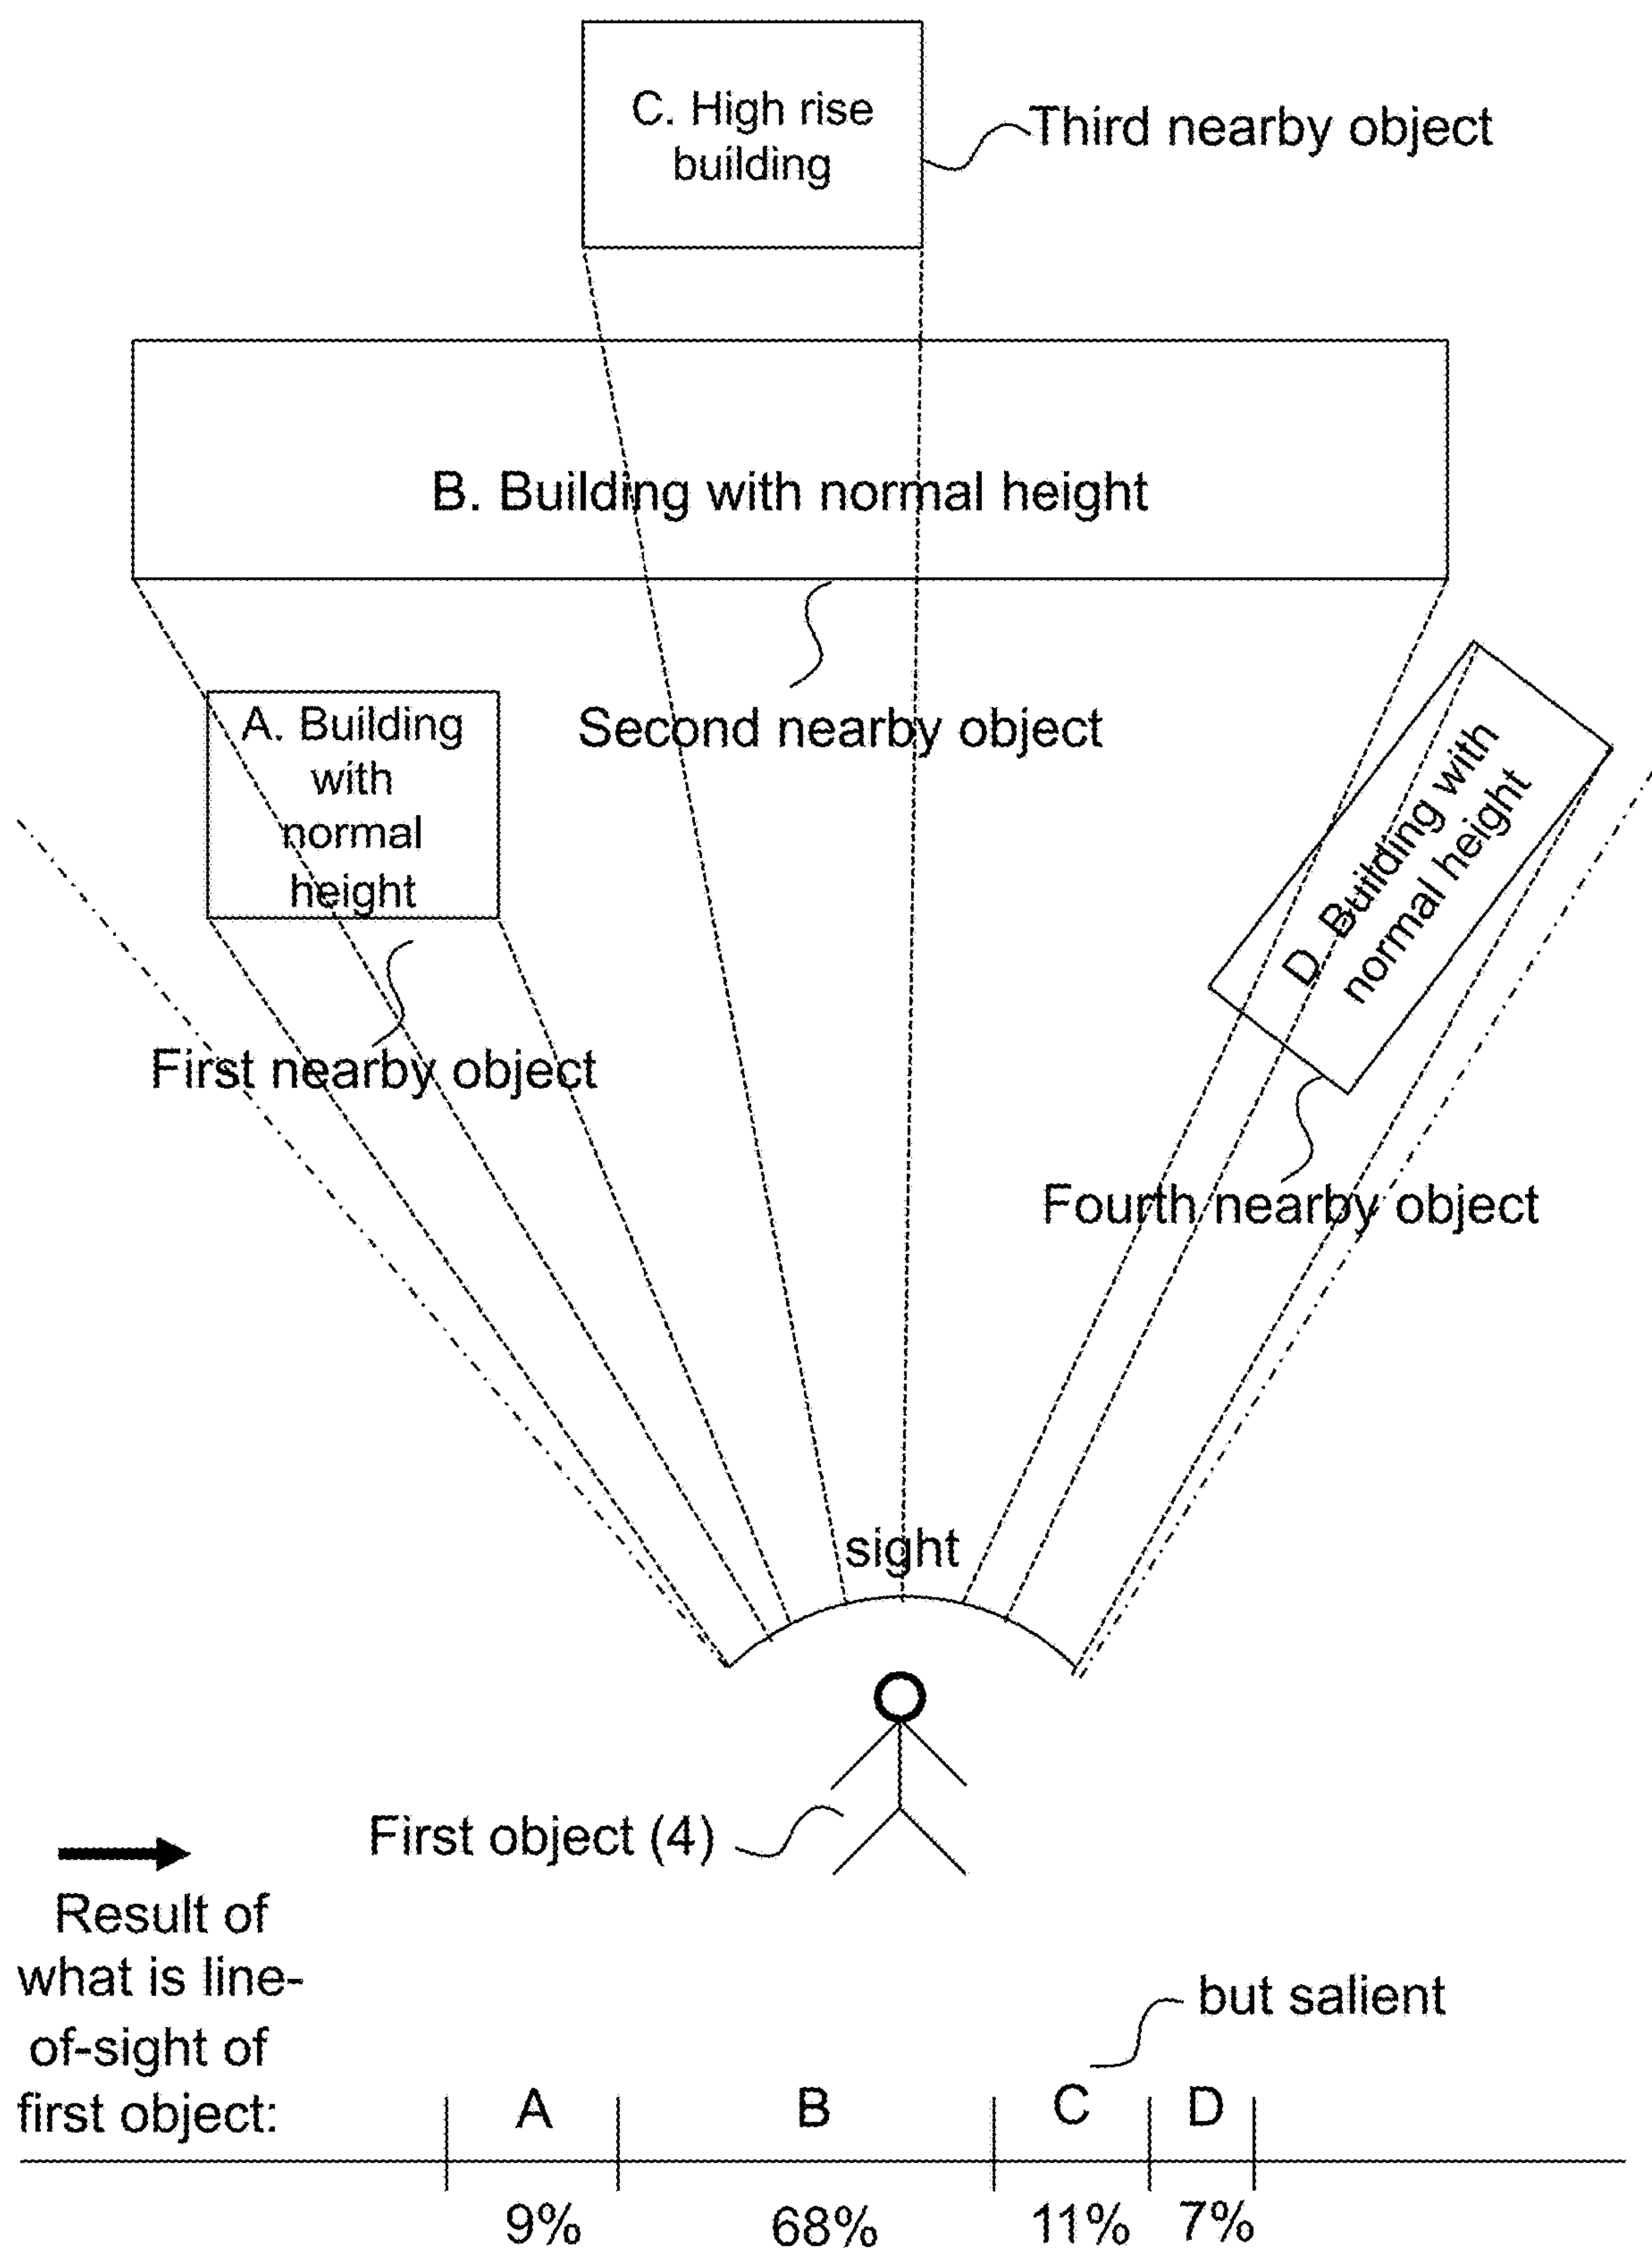 C. High rise
building
Third nearby object
B. Building with normal height
Second nearby object
A. Building
with
normal
height
First nearby object
D. Building with
normal height
Fourth nearby object
sight
First object (4)
Result of
what is line-
of-sight of
first object:
but salient
A B C D
9% 68% 11% 7%